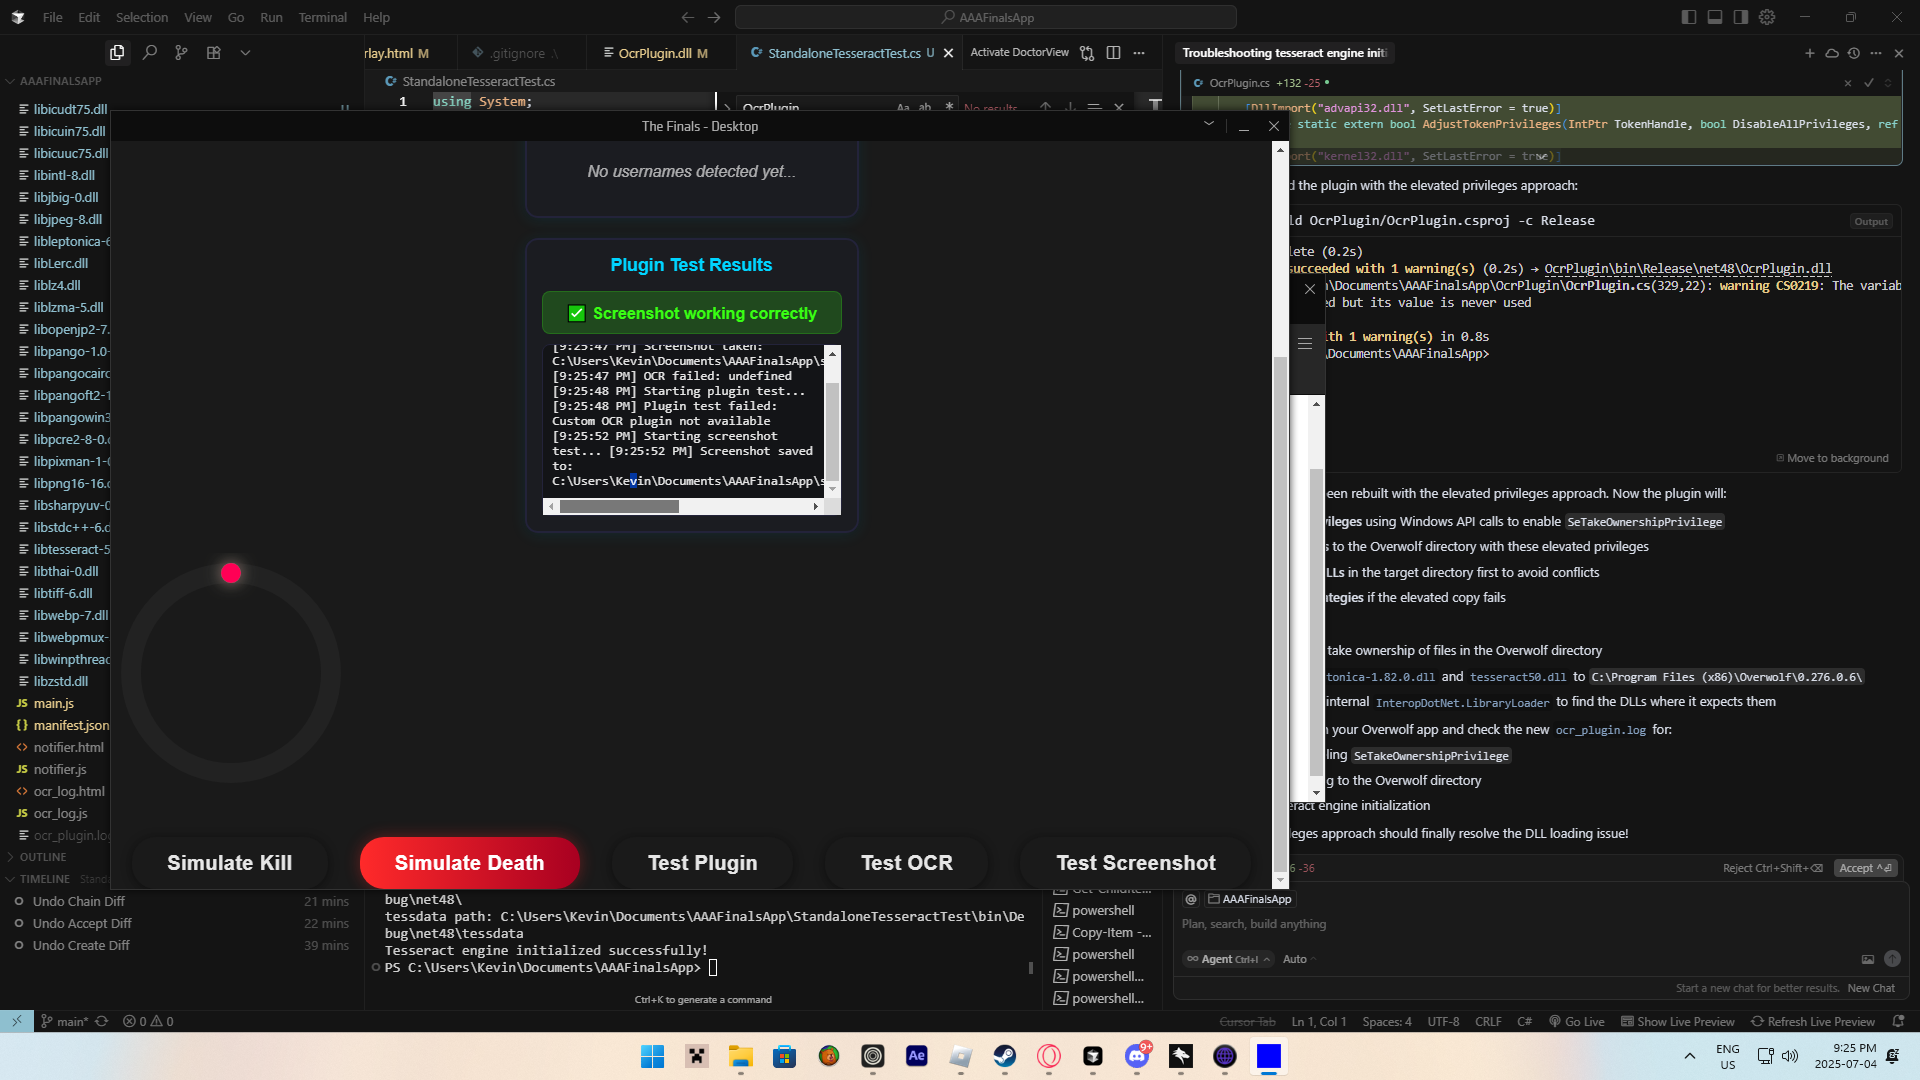 File Edit Selection View Go Run Terminal Help
AAAFinalsApp
rlay.html M
.gitignore
OcrPlugin.dll M
StandaloneTesseractTest.cs U
Activate DoctorView
Troubleshooting tesseract engine initi
AAAFINALSAPP
StandaloneTesseractTest.cs
OcrPlugin.cs +132 -25
1 using System;
OcrPlugin
No results
libicudt75.dll
libicuin75.dll
libicuuc75.dll
libintl-8.dll
libjbig-0.dll
libjpeg-8.dll
libleptonica-6
libLerc.dll
liblz4.dll
liblzma-5.dll
libopenjp2-7.
libpango-1.0-
libpangocairo
libpangoft2-1
libpangowin3
libpcre2-8-0.d
libpixman-1-0
libpng16-16.d
libsharpyuv-0
libstdc++-6.d
libtesseract-5
libthai-0.dll
libtiff-6.dll
libwebp-7.dll
libwebpmux-
libwinpthread
libzstd.dll
main.js
manifest.json
notifier.html
notifier.js
ocr_log.html
ocr_log.js
ocr_plugin.log
OUTLINE
TIMELINE Standa
Undo Chain Diff 21 mins
Undo Accept Diff 22 mins
Undo Create Diff 39 mins
The Finals - Desktop
No usernames detected yet...
Plugin Test Results
Screenshot working correctly
[9:25:47 PM] Screenshot taken:
C:\Users\Kevin\Documents\AAAFinalsApp\s
[9:25:47 PM] OCR failed: undefined
[9:25:48 PM] Starting plugin test...
[9:25:48 PM] Plugin test failed:
Custom OCR plugin not available
[9:25:52 PM] Starting screenshot
test... [9:25:52 PM] Screenshot saved
to:
C:\Users\Kevin\Documents\AAAFinalsApp\s
Simulate Kill
Simulate Death
Test Plugin
Test OCR
Test Screenshot
[DllImport("advapi32.dll", SetLastError = true)]
static extern bool AdjustTokenPrivileges(IntPtr TokenHandle, bool DisableAllPrivileges, ref
ort("kernel32.dll", SetLastError = true)]
d the plugin with the elevated privileges approach:
ld OcrPlugin/OcrPlugin.csproj -c Release
Output
lete (0.2s)
succeeded with 1 warning(s) (0.2s) → OcrPlugin\bin\Release\net48\OcrPlugin.dll
n\Documents\AAAFinalsApp\OcrPlugin\OcrPlugin.cs(329,22): warning CS0219: The variab
ed but its value is never used
th 1 warning(s) in 0.8s
\Documents\AAAFinalsApp>
Move to background
een rebuilt with the elevated privileges approach. Now the plugin will:
vileges using Windows API calls to enable SeTakeOwnershipPrivilege
s to the Overwolf directory with these elevated privileges
LLs in the target directory first to avoid conflicts
ategies if the elevated copy fails
take ownership of files in the Overwolf directory
tonica-1.82.0.dll and tesseract50.dll to C:\Program Files (x86)\Overwolf\0.276.0.6\
internal InteropDotNet.LibraryLoader to find the DLLs where it expects them
n your Overwolf app and check the new ocr_plugin.log for:
ling SeTakeOwnershipPrivilege
g to the Overwolf directory
eract engine initialization
leges approach should finally resolve the DLL loading issue!
6 -36
Reject Ctrl+Shift+⌫
Accept ^⏎
bug\net48\
tessdata path: C:\Users\Kevin\Documents\AAAFinalsApp\StandaloneTesseractTest\bin\De
bug\net48\tessdata
Tesseract engine initialized successfully!
PS C:\Users\Kevin\Documents\AAAFinalsApp>
Ctrl+K to generate a command
powershell
Copy-Item -...
powershell
powershell...
powershell...
@ AAAFinalsApp
Plan, search, build anything
Agent Ctrl+I
Auto
Start a new chat for better results. New Chat
main* 0 0
Cursor Tab
Ln 1, Col 1
Spaces: 4
UTF-8
CRLF
C#
Go Live
Show Live Preview
Refresh Live Preview
Ae
9+
ENG
US
9:25 PM
2025-07-04